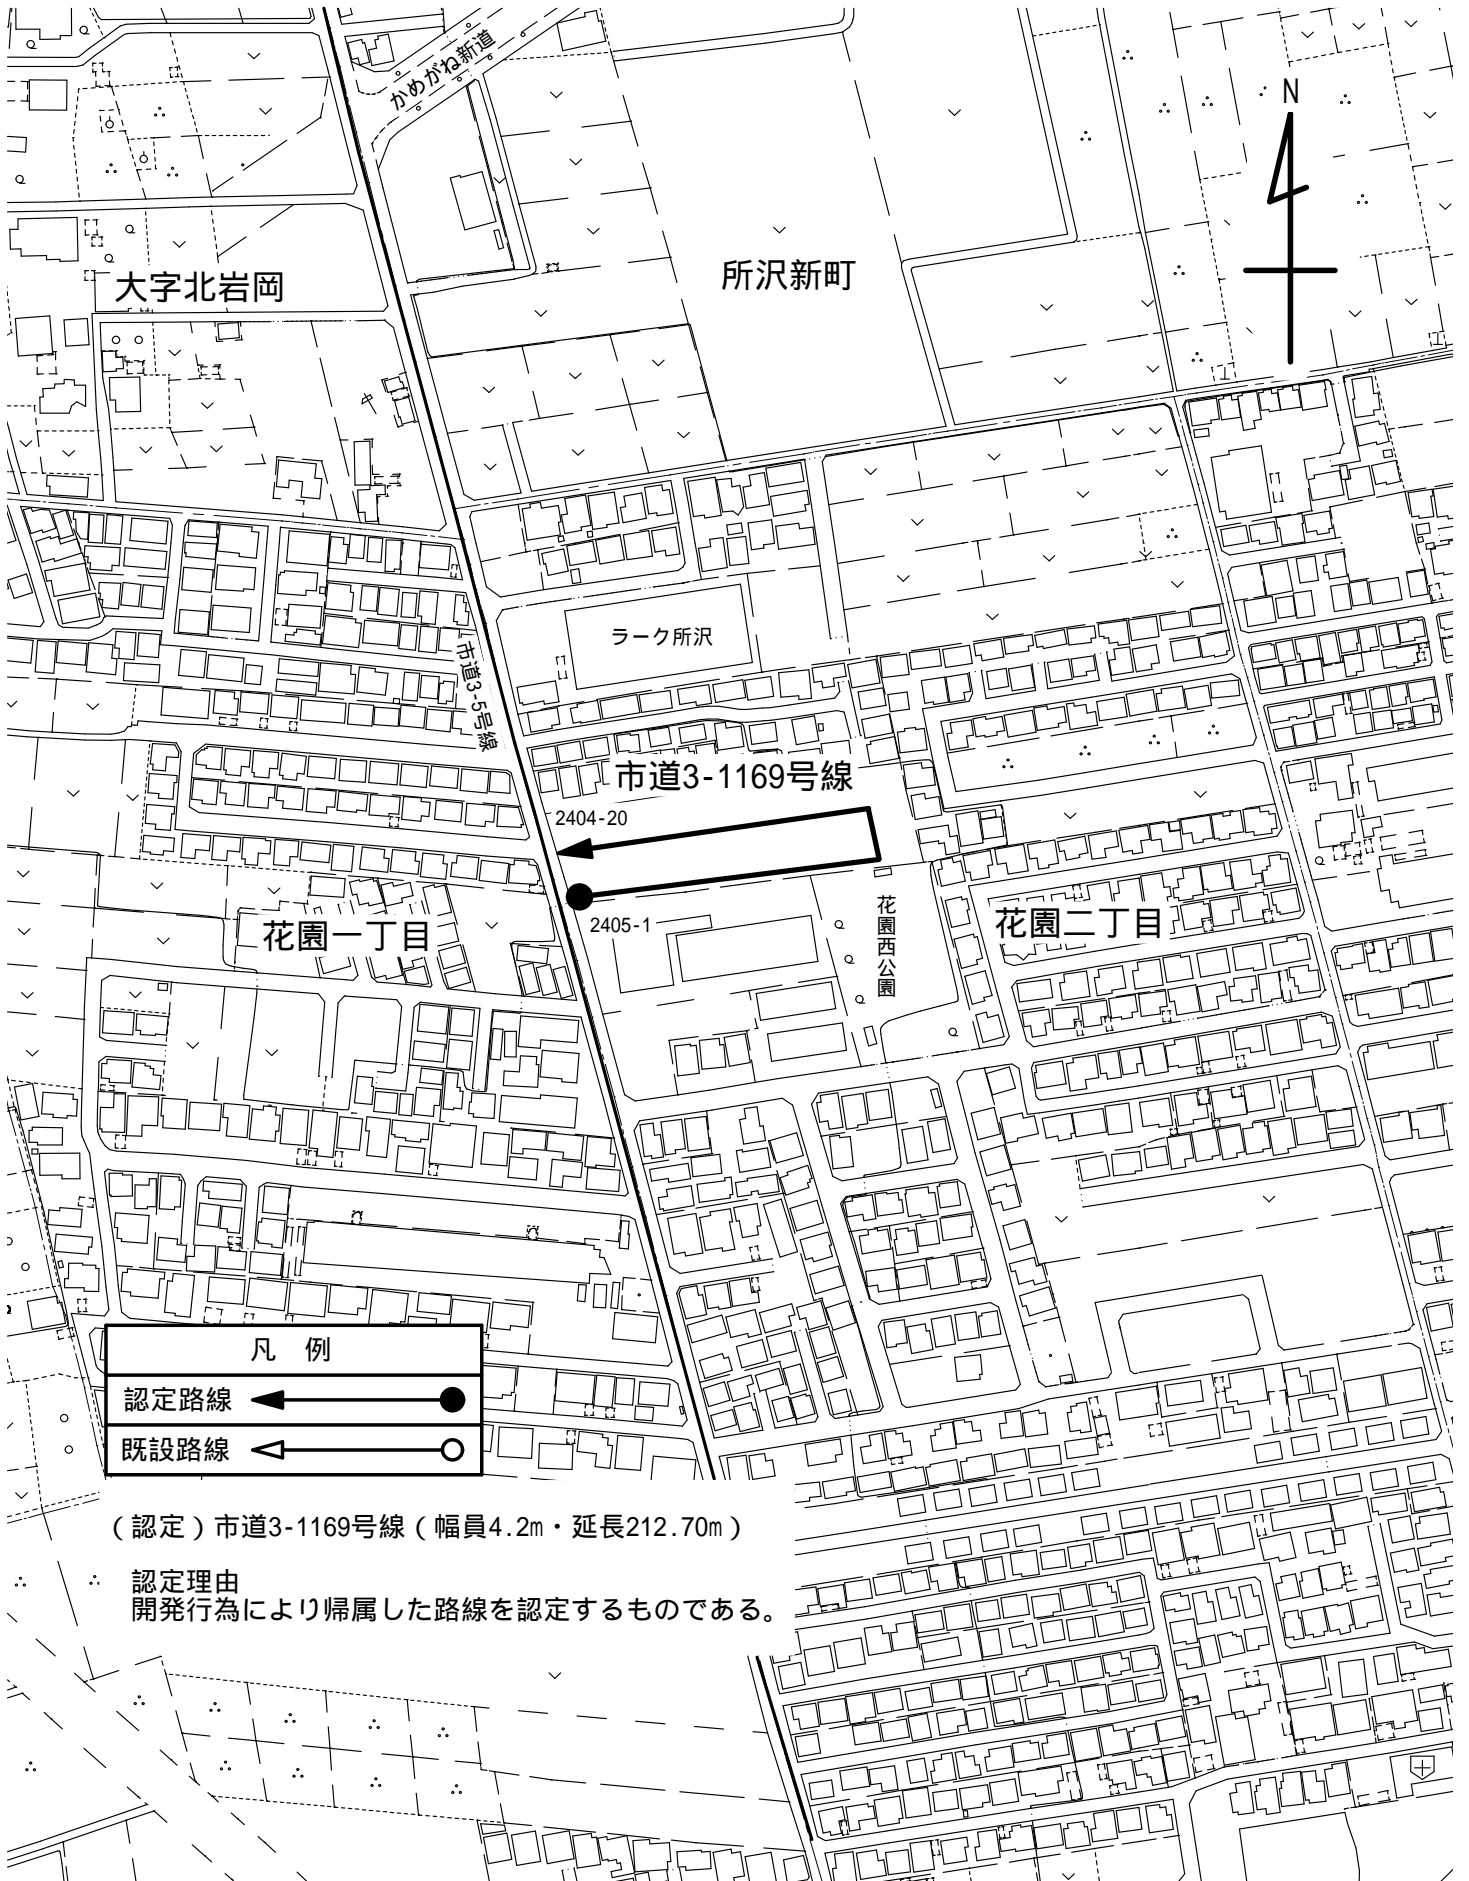 かめがね新道
N
大字北岩岡
所沢新町
ラーク所沢
市道3-5号線
市道3-1169号線
2404-20
2405-1
花園西公園
花園一丁目
花園二丁目
凡 例
認定路線
既設路線
（認定）市道3-1169号線（幅員4.2m・延長212.70m）
認定理由
開発行為により帰属した路線を認定するものである。